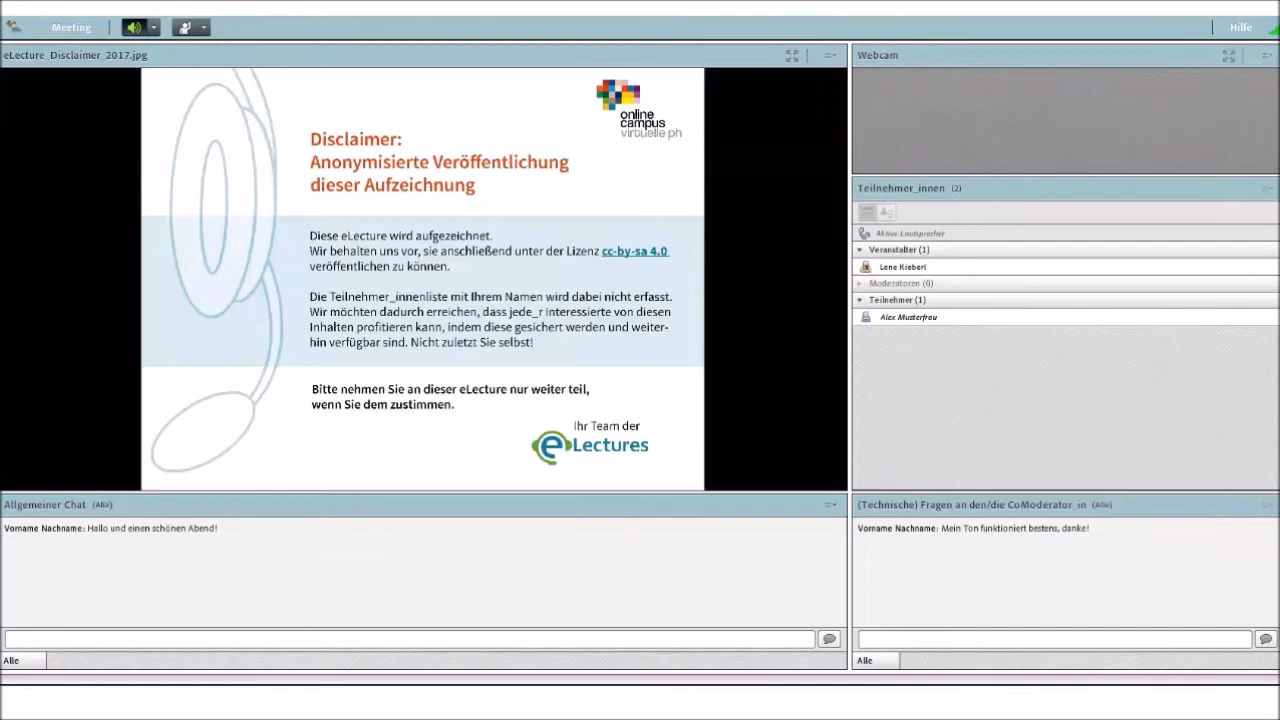 Meeting
Hilfe
eLecture_Disclaimer_2017.jpg
online
campus
virtuelle ph
Disclaimer:
Anonymisierte Veröffentlichung
dieser Aufzeichnung
Diese eLecture wird aufgezeichnet.
Wir behalten uns vor, sie anschließend unter der Lizenz cc-by-sa 4.0
veröffentlichen zu können.
Die Teilnehmer_innenliste mit Ihrem Namen wird dabei nicht erfasst.
Wir möchten dadurch erreichen, dass jede_r Interessierte von diesen
Inhalten profitieren kann, indem diese gesichert werden und weiter-
hin verfügbar sind. Nicht zuletzt Sie selbst!
Bitte nehmen Sie an dieser eLecture nur weiter teil,
wenn Sie dem zustimmen.
Ihr Team der
eLectures
Webcam
Teilnehmer_innen (2)
Aktive Lautsprecher
Veranstalter (1)
Lene Kieberl
Moderatoren (0)
Teilnehmer (1)
Alex Musterfrau
Allgemeiner Chat (Alle)
Vorname Nachname: Hallo und einen schönen Abend!
Alle
(Technische) Fragen an den/die CoModerator_in (Alle)
Vorname Nachname: Mein Ton funktioniert bestens, danke!
Alle